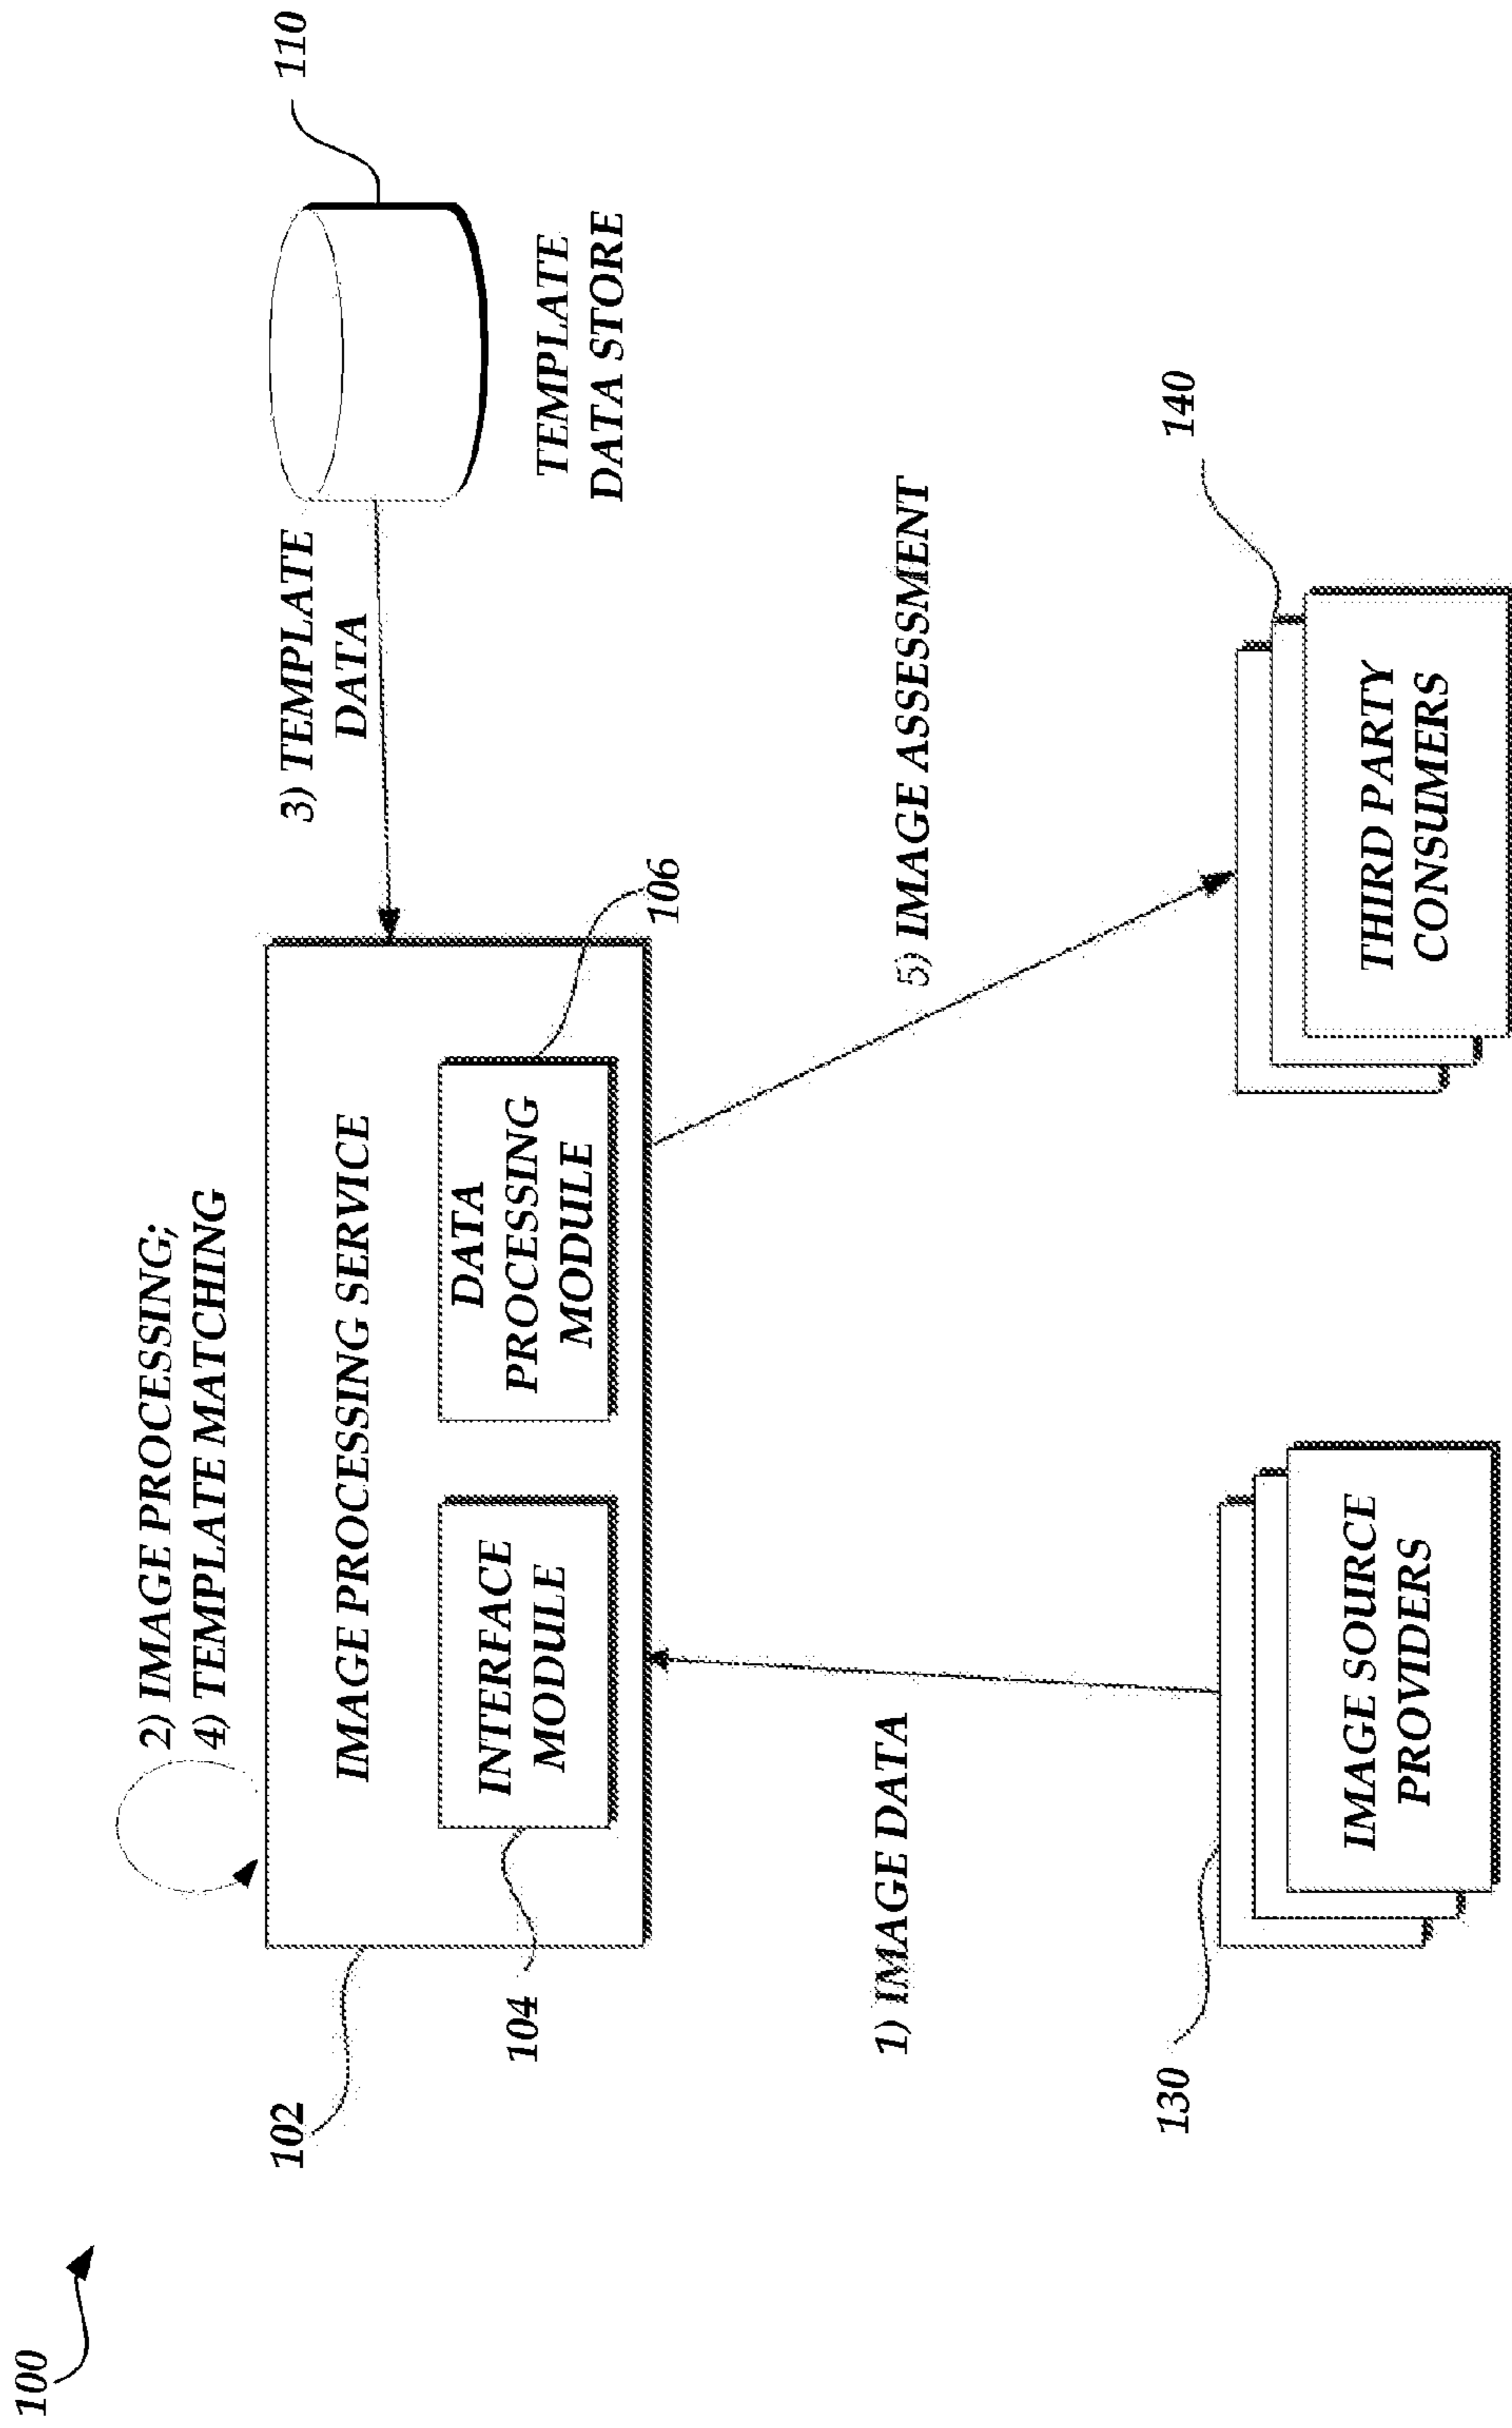 100
2) IMAGE PROCESSING;
4) TEMPLATE MATCHING
102
IMAGE PROCESSING SERVICE
104
INTERFACE
MODULE
DATA
PROCESSING
MODULE
106
3) TEMPLATE
DATA
110
TEMPLATE
DATA STORE
1) IMAGE DATA
5) IMAGE ASSESSMENT
130
IMAGE SOURCE
PROVIDERS
140
THIRD PARTY
CONSUMERS